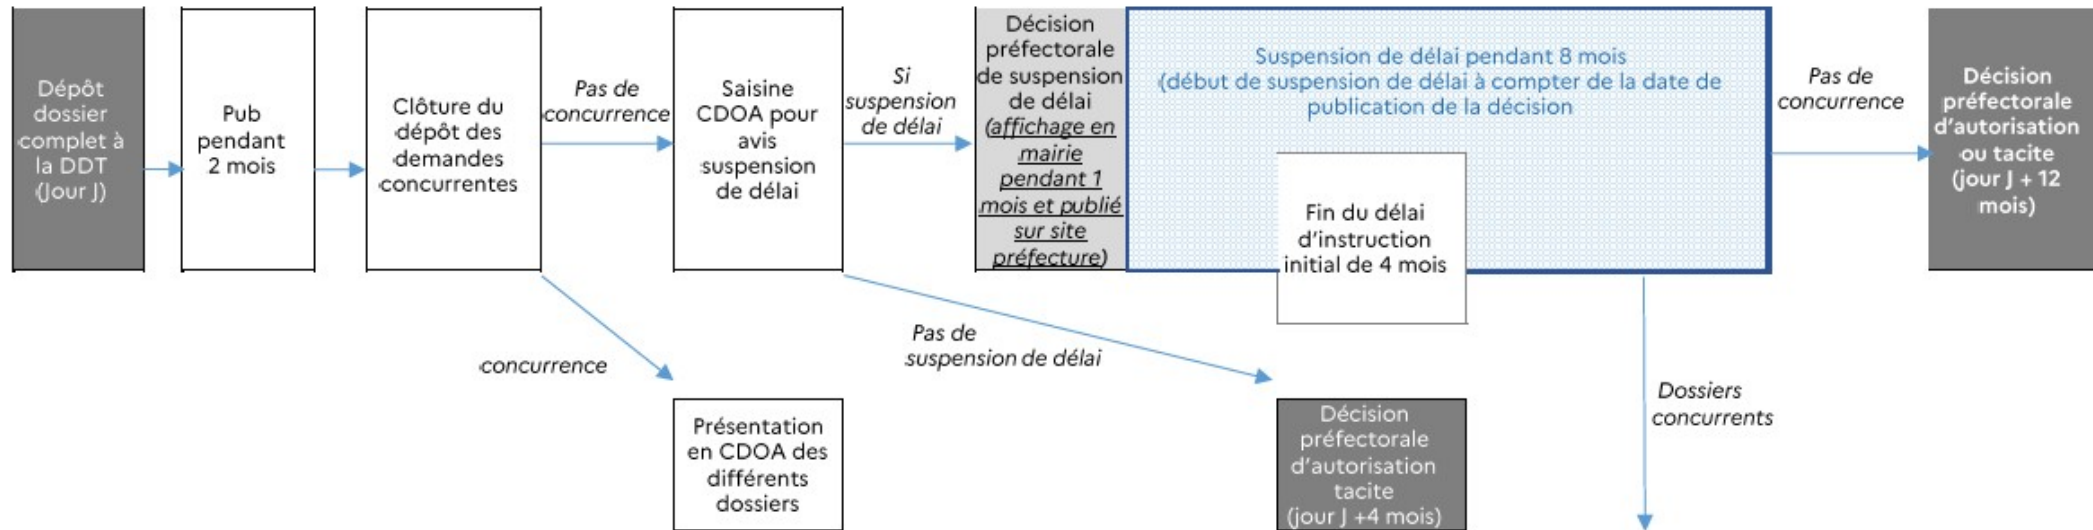 Dépôt
dossier
complet à
la DDT
(Jour J)
Pub
pendant
2 mois
Clôture du
dépôt des
demandes
concurrentes
Pas de
concurrence
Saisine
CDOA pour
avis
suspension
de délai
Si
suspension
de délai
Décision
préfectorale
de suspension
de délai
(affichage en
mairie
pendant 1
mois et publié
sur site
préfecture)
Suspension de délai pendant 8 mois
(début de suspension de délai à compter de la date de
publication de la décision
Fin du délai
d'instruction
initial de 4 mois
Pas de
concurrence
Décision
préfectorale
d'autorisation
ou tacite
(jour J + 12
mois)
concurrence
Pas de
suspension de délai
Dossiers
concurrents
Présentation
en CDOA des
différents
dossiers
Décision
préfectorale
d'autorisation
tacite
(jour J +4 mois)